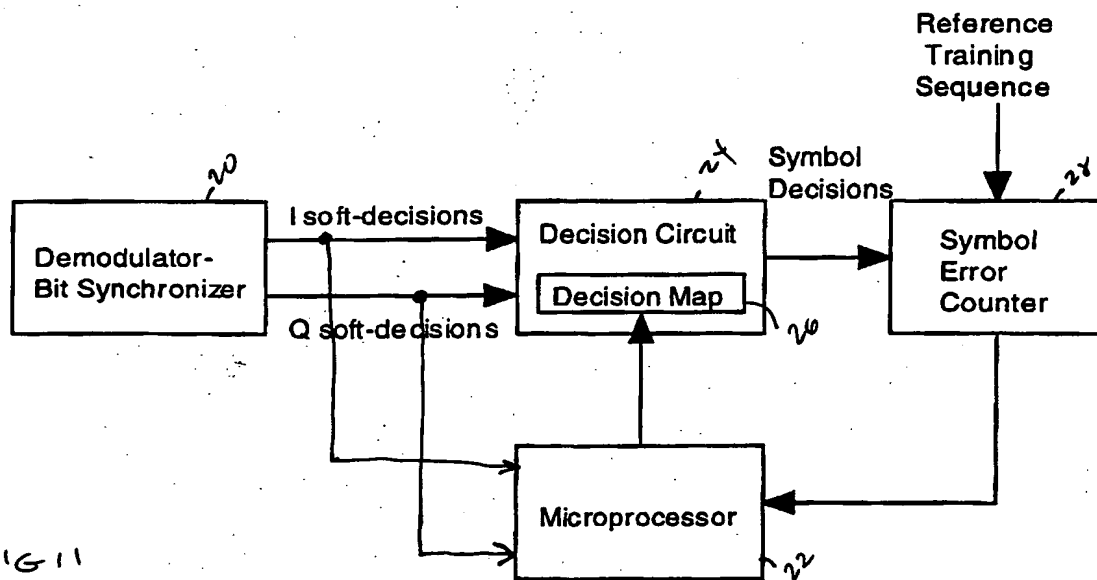 Reference
Training
Sequence
20
24
Symbol
Decisions
28
I soft-decisions
Demodulator-
Bit Synchronizer
Decision Circuit
Decision Map
Symbol
Error
Counter
Q soft-decisions
26
Microprocessor
22